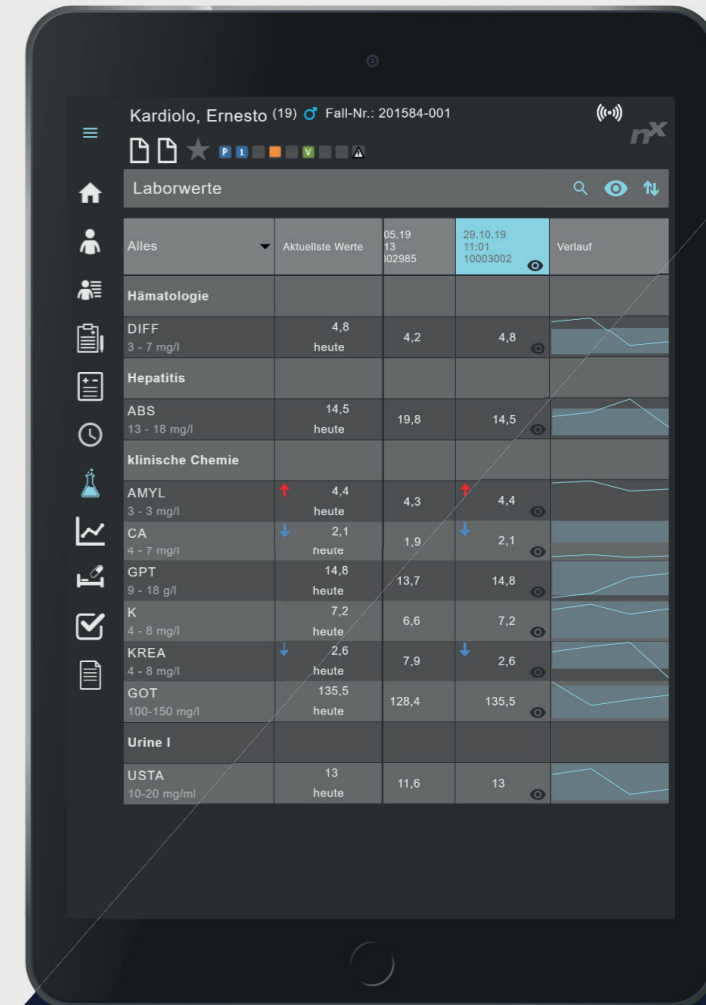 Kardiolo, Ernesto (19) ♂ Fall-Nr.: 201584-001
nx
P 1 V
Laborwerte
Alles Aktuellste Werte 05.19 29.10.19 Verlauf
13 11:01
002985 10003002
Hämatologie
DIFF 4,8 4,2 4,8
3 - 7 mg/l heute
Hepatitis
ABS 14,5 19,8 14,5
13 - 18 mg/l heute
klinische Chemie
AMYL 4,4 4,3 4,4
3 - 3 mg/l heute
CA 2,1 1,9 2,1
4 - 7 mg/l heute
GPT 14,8 13,7 14,8
9 - 18 g/l heute
K 7,2 6,6 7,2
4 - 8 mg/l heute
KREA 2,6 7,9 2,6
4 - 8 mg/l heute
GOT 135,5 128,4 135,5
100-150 mg/l heute
Urine I
USTA 13 11,6 13
10-20 mg/ml heute